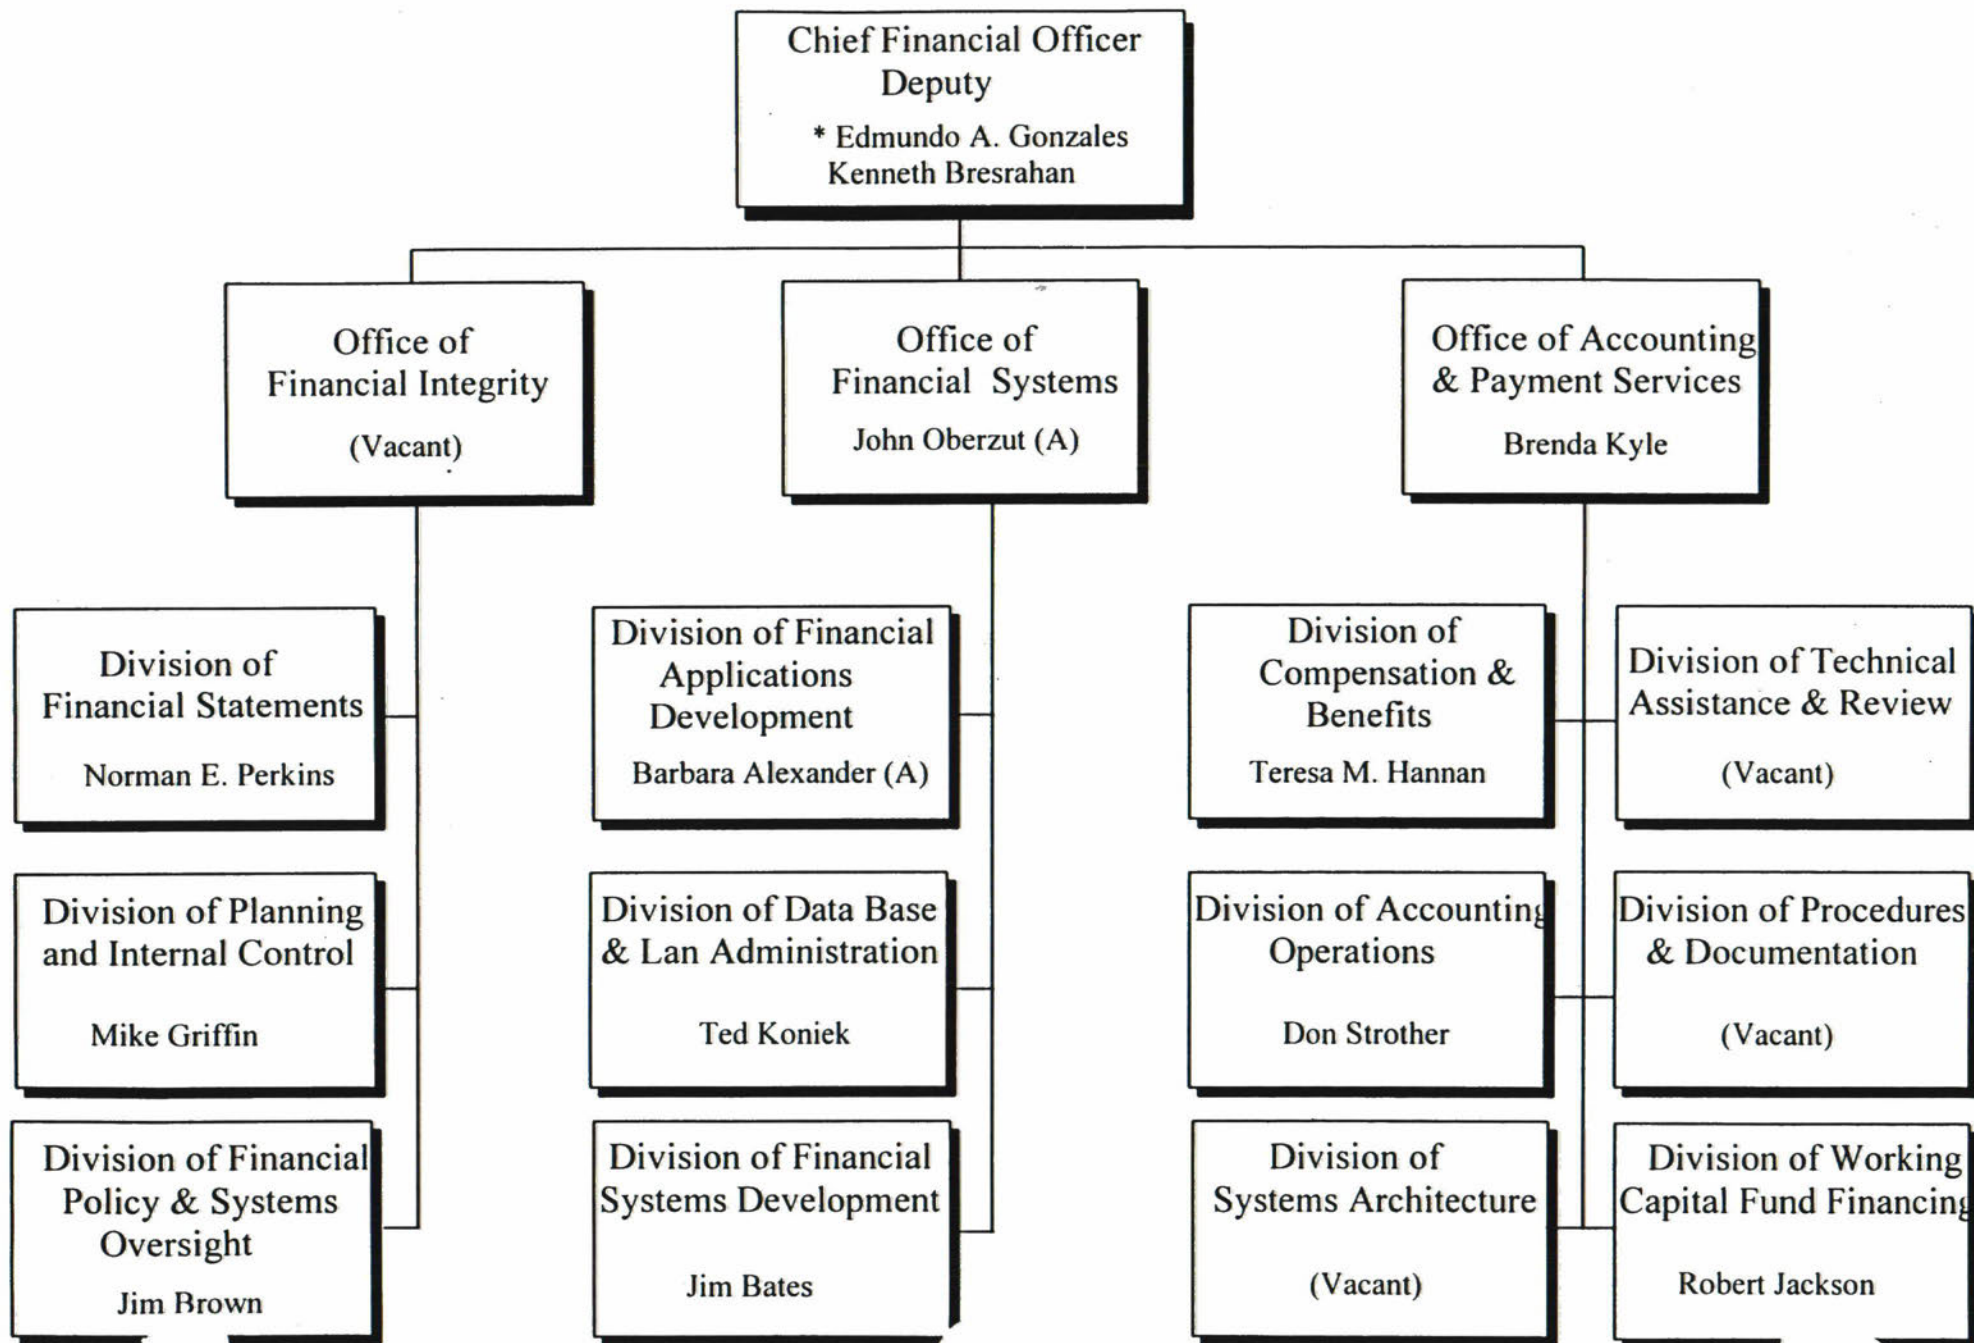 Chief Financial Officer
Deputy
* Edmundo A. Gonzales
Kenneth Bresrahan
Office of
Financial Integrity
(Vacant)
Office of
Financial Systems
John Oberzut (A)
Office of Accounting
& Payment Services
Brenda Kyle
Division of
Financial Statements
Norman E. Perkins
Division of Financial
Applications
Development
Barbara Alexander (A)
Division of
Compensation &
Benefits
Teresa M. Hannan
Division of Technical
Assistance & Review
(Vacant)
Division of Planning
and Internal Control
Mike Griffin
Division of Data Base
& Lan Administration
Ted Koniek
Division of Accounting
Operations
Don Strother
Division of Procedures
& Documentation
(Vacant)
Division of Financial
Policy & Systems
Oversight
Jim Brown
Division of Financial
Systems Development
Jim Bates
Division of
Systems Architecture
(Vacant)
Division of Working
Capital Fund Financing
Robert Jackson